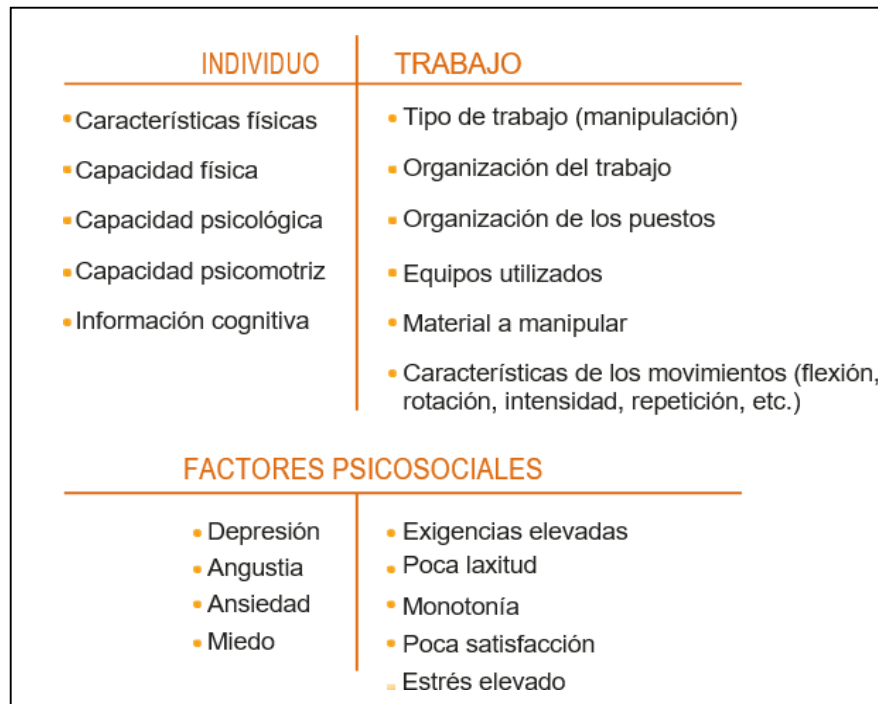 INDIVIDUO
Características físicas
Capacidad física
Capacidad psicológica
Capacidad psicomotriz
Información cognitiva
TRABAJO
Tipo de trabajo (manipulación)
Organización del trabajo
Organización de los puestos
Equipos utilizados
Material a manipular
Características de los movimientos (flexión,
rotación, intensidad, repetición, etc.)
FACTORES PSICOSOCIALES
Depresión
Angustia
Ansiedad
Miedo
Exigencias elevadas
Poca laxitud
Monotonía
Poca satisfacción
Estrés elevado